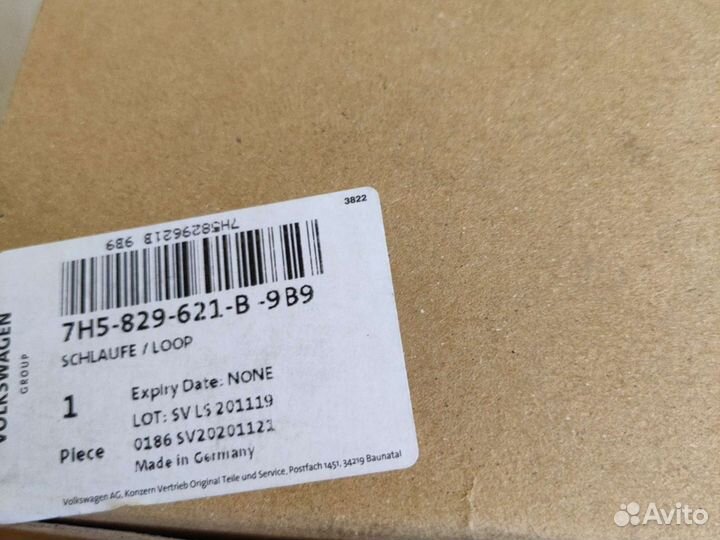 3822
7H5829621B 9B9
7H5-829-621-B -9B9
SCHLAUFE / LOOP
1
Expiry Date: NONE
LOT: SV LS 201119
Piece
0186 SV20201121
Made in Germany
Volkswagen AG, Konzern Vertrieb Original Teile und Service, Postfach 1451, 34219 Baunatal
VOLKSWAGEN
GROUP
Avito